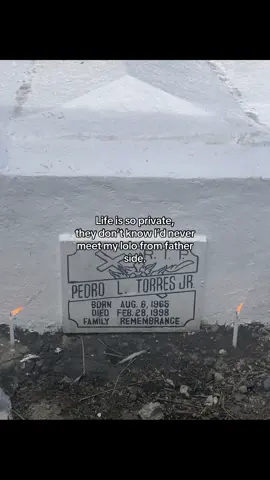 Life is so private,
they don't know I'd never
meet my lolo from father
side.
R.I.P
PEDRO L. TORRES JR.
BORN AUG. 6, 1965
DIED FEB. 28, 1998
FAMILY REMEMBRANCE